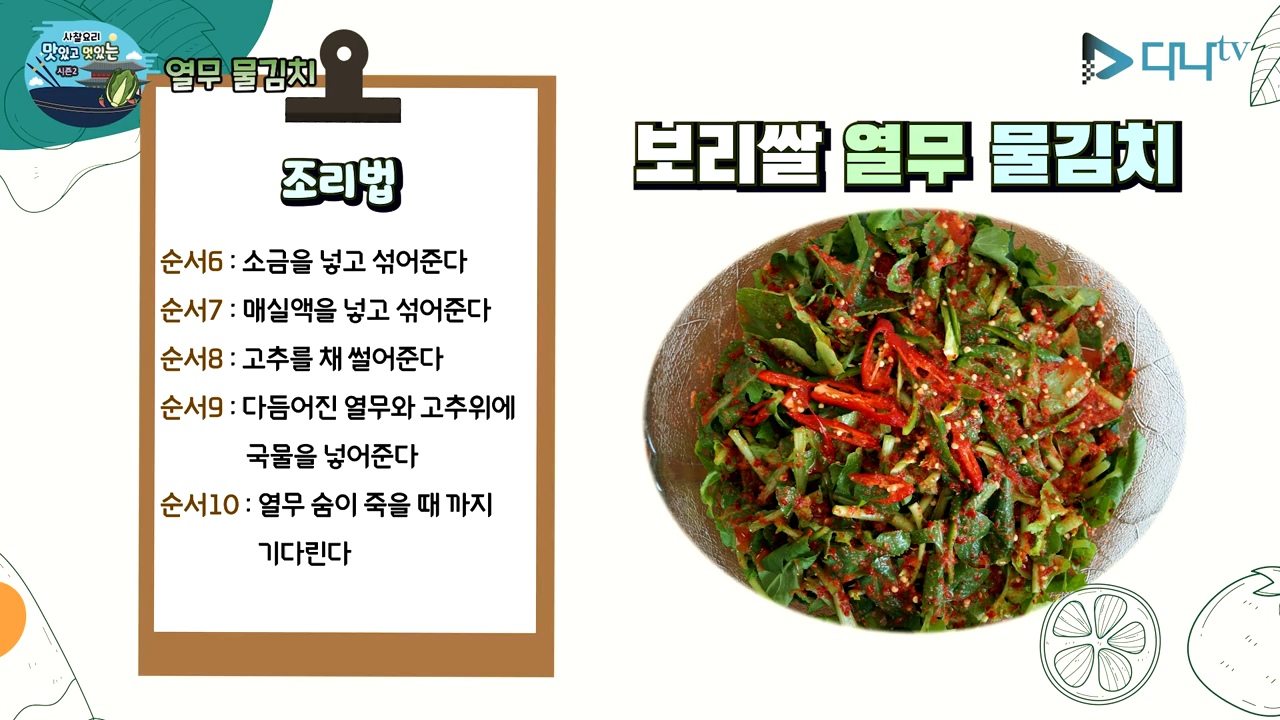 사찰요리
맛있고 멋있는
시즌2
열무 물김치
디나tv
보리쌀 열무 물김치
조리법
순서6 : 소금을 넣고 섞어준다
순서7 : 매실액을 넣고 섞어준다
순서8 : 고추를 채 썰어준다
순서9 : 다듬어진 열무와 고추위에
국물을 넣어준다
순서10 : 열무 숨이 죽을 때 까지
기다린다